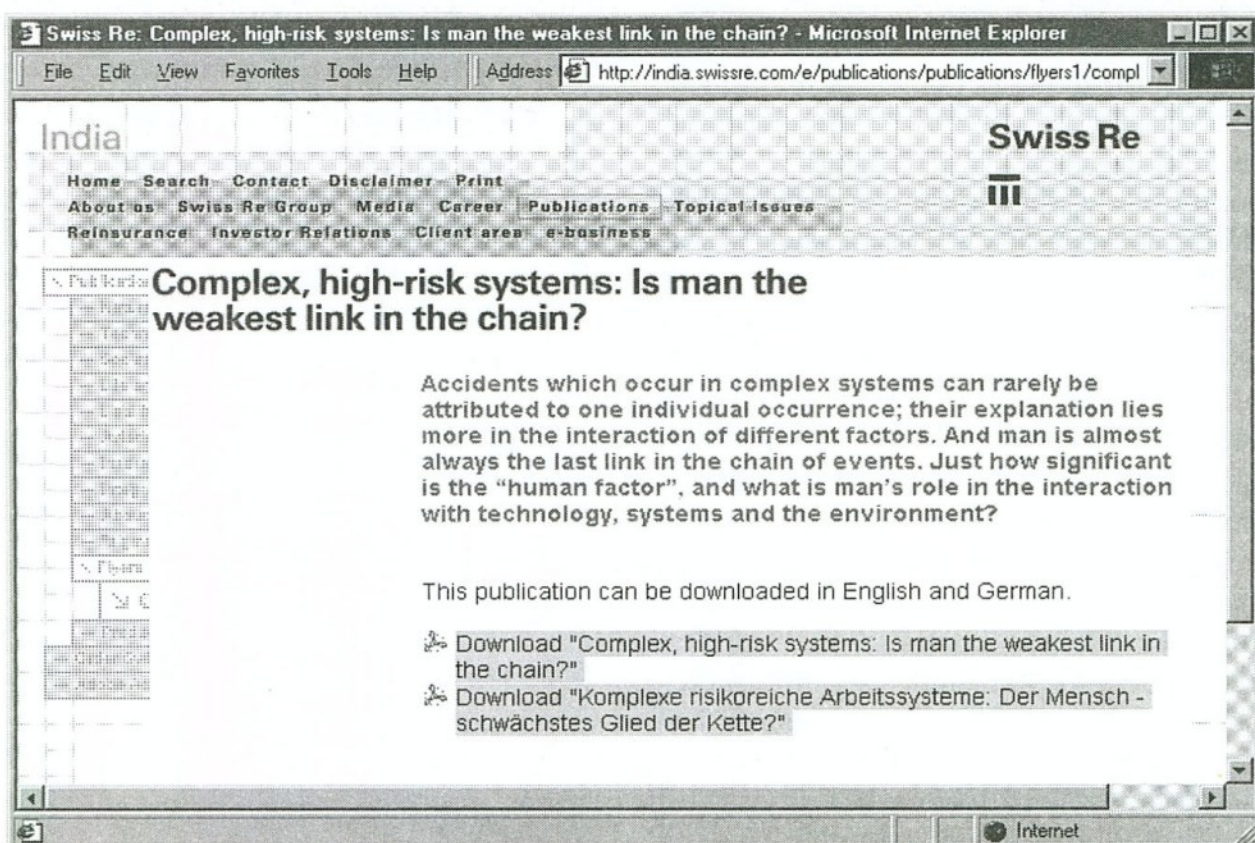 Swiss Re: Complex, high-risk systems: Is man the weakest link in the chain? - Microsoft Internet Explorer
File Edit View Favorites Tools Help Address http://india.swissre.com/e/publications/publications/flyers1/compl
India
Swiss Re
Home Search Contact Disclaimer Print
About us Swiss Re Group Media Career Publications Topical Issues
Reinsurance Investor Relations Client area e-business
Complex, high-risk systems: Is man the
weakest link in the chain?
Accidents which occur in complex systems can rarely be
attributed to one individual occurrence; their explanation lies
more in the interaction of different factors. And man is almost
always the last link in the chain of events. Just how significant
is the “human factor”, and what is man’s role in the interaction
with technology, systems and the environment?
This publication can be downloaded in English and German.
Download "Complex, high-risk systems: Is man the weakest link in
the chain?"
Download "Komplexe risikoreiche Arbeitssysteme: Der Mensch -
schwächstes Glied der Kette?"
Internet